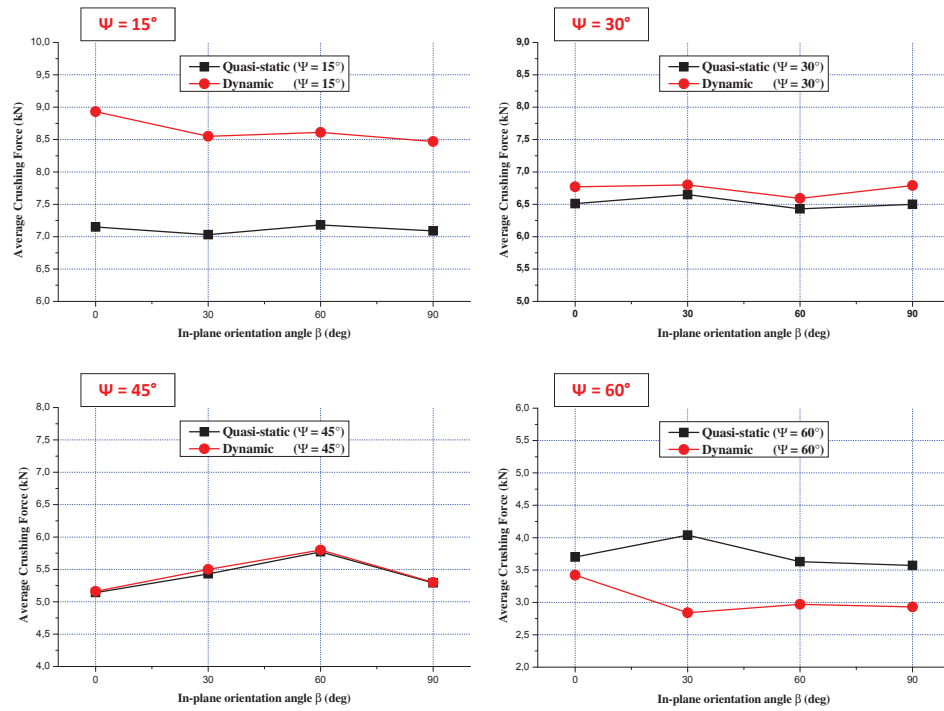 Ψ = 15°
10,0
9,5
9,0
8,5
8,0
7,5
7,0
6,5
6,0
Average Crushing Force (kN)
Quasi-static (Ψ = 15°)
Dynamic (Ψ = 15°)
0 30 60 90
In-plane orientation angle β (deg)
Ψ = 30°
9,0
8,5
8,0
7,5
7,0
6,5
6,0
5,5
5,0
Average Crushing Force (kN)
Quasi-static (Ψ = 30°)
Dynamic (Ψ = 30°)
0 30 60 90
In-plane orientation angle β (deg)
Ψ = 45°
8,0
7,5
7,0
6,5
6,0
5,5
5,0
4,5
4,0
Average Crushing Force (kN)
Quasi-static (Ψ = 45°)
Dynamic (Ψ = 45°)
0 30 60 90
In-plane orientation angle β (deg)
Ψ = 60°
6,0
5,5
5,0
4,5
4,0
3,5
3,0
2,5
2,0
Average Crushing Force (kN)
Quasi-static (Ψ = 60°)
Dynamic (Ψ = 60°)
0 30 60 90
In-plane orientation angle β (deg)